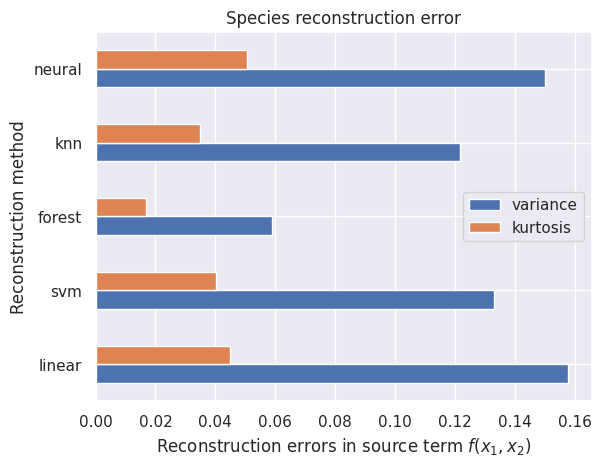 Species reconstruction error
Reconstruction method
neural
knn
forest
svm
linear
variance
kurtosis
0.00 0.02 0.04 0.06 0.08 0.10 0.12 0.14 0.16
Reconstruction errors in source term f(x₁, x₂)